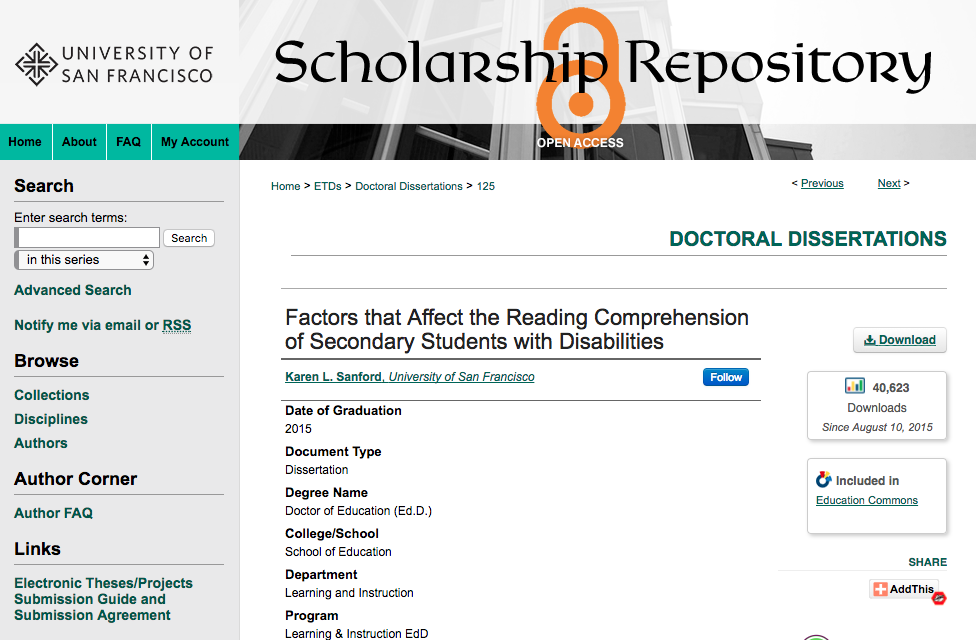 UNIVERSITY OF
SAN FRANCISCO
Scholarship Repository
OPEN ACCESS
Home About FAQ My Account
Search
Enter search terms:
Search
in this series
Advanced Search
Notify me via email or RSS
Browse
Collections
Disciplines
Authors
Author Corner
Author FAQ
Links
Electronic Theses/Projects
Submission Guide and
Submission Agreement
Home > ETDs > Doctoral Dissertations > 125
< Previous Next >
DOCTORAL DISSERTATIONS
Factors that Affect the Reading Comprehension
of Secondary Students with Disabilities
Karen L. Sanford, University of San Francisco
Follow
Date of Graduation
2015
Document Type
Dissertation
Degree Name
Doctor of Education (Ed.D.)
College/School
School of Education
Department
Learning and Instruction
Program
Learning & Instruction EdD
Download
40,623
Downloads
Since August 10, 2015
Included in
Education Commons
SHARE
AddThis